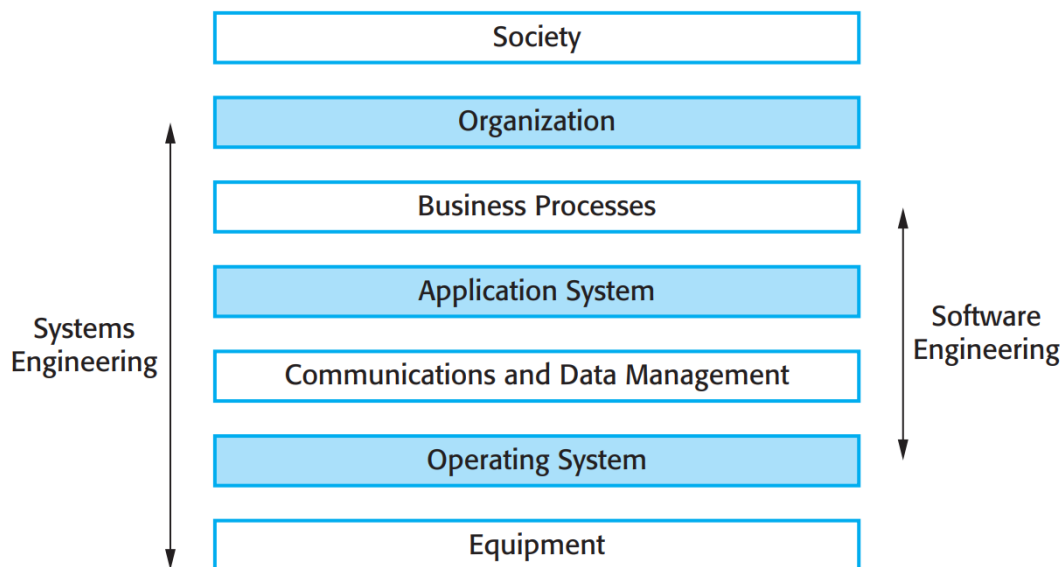 Society
Organization
Business Processes
Application System
Communications and Data Management
Operating System
Equipment
Systems
Engineering
Software
Engineering